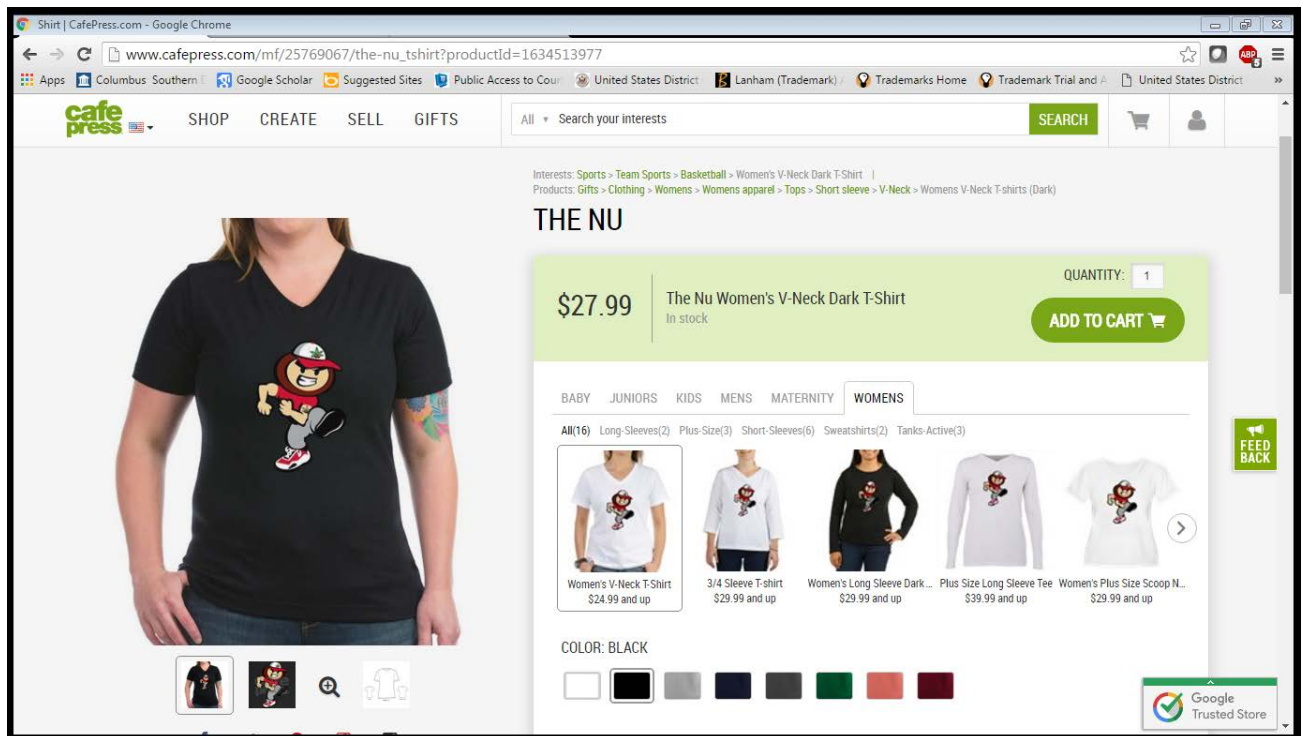 Shirt | CafePress.com - Google Chrome
www.cafepress.com/mf/25769067/the-nu_tshirt?productId=1634513977
Apps Columbus Southern Google Scholar Suggested Sites Public Access to Cour United States District Lanham (Trademark) Trademarks Home Trademark Trial and A United States District »
cafe press SHOP CREATE SELL GIFTS All Search your interests SEARCH
Interests: Sports > Team Sports > Basketball > Women's V-Neck Dark T-Shirt |
Products: Gifts > Clothing > Womens > Womens apparel > Tops > Short sleeve > V-Neck > Womens V-Neck T-shirts (Dark)
THE NU
QUANTITY: 1
$27.99 The Nu Women's V-Neck Dark T-Shirt
In stock
ADD TO CART
BABY JUNIORS KIDS MENS MATERNITY WOMENS
All(16) Long-Sleeves(2) Plus-Size(3) Short-Sleeves(6) Sweatshirts(2) Tanks-Active(3)
FEED
BACK
Women's V-Neck T-Shirt 3/4 Sleeve T-shirt Women's Long Sleeve Dark ... Plus Size Long Sleeve Tee Women's Plus Size Scoop N...
$24.99 and up $29.99 and up $29.99 and up $39.99 and up $29.99 and up
COLOR: BLACK
Google
Trusted Store